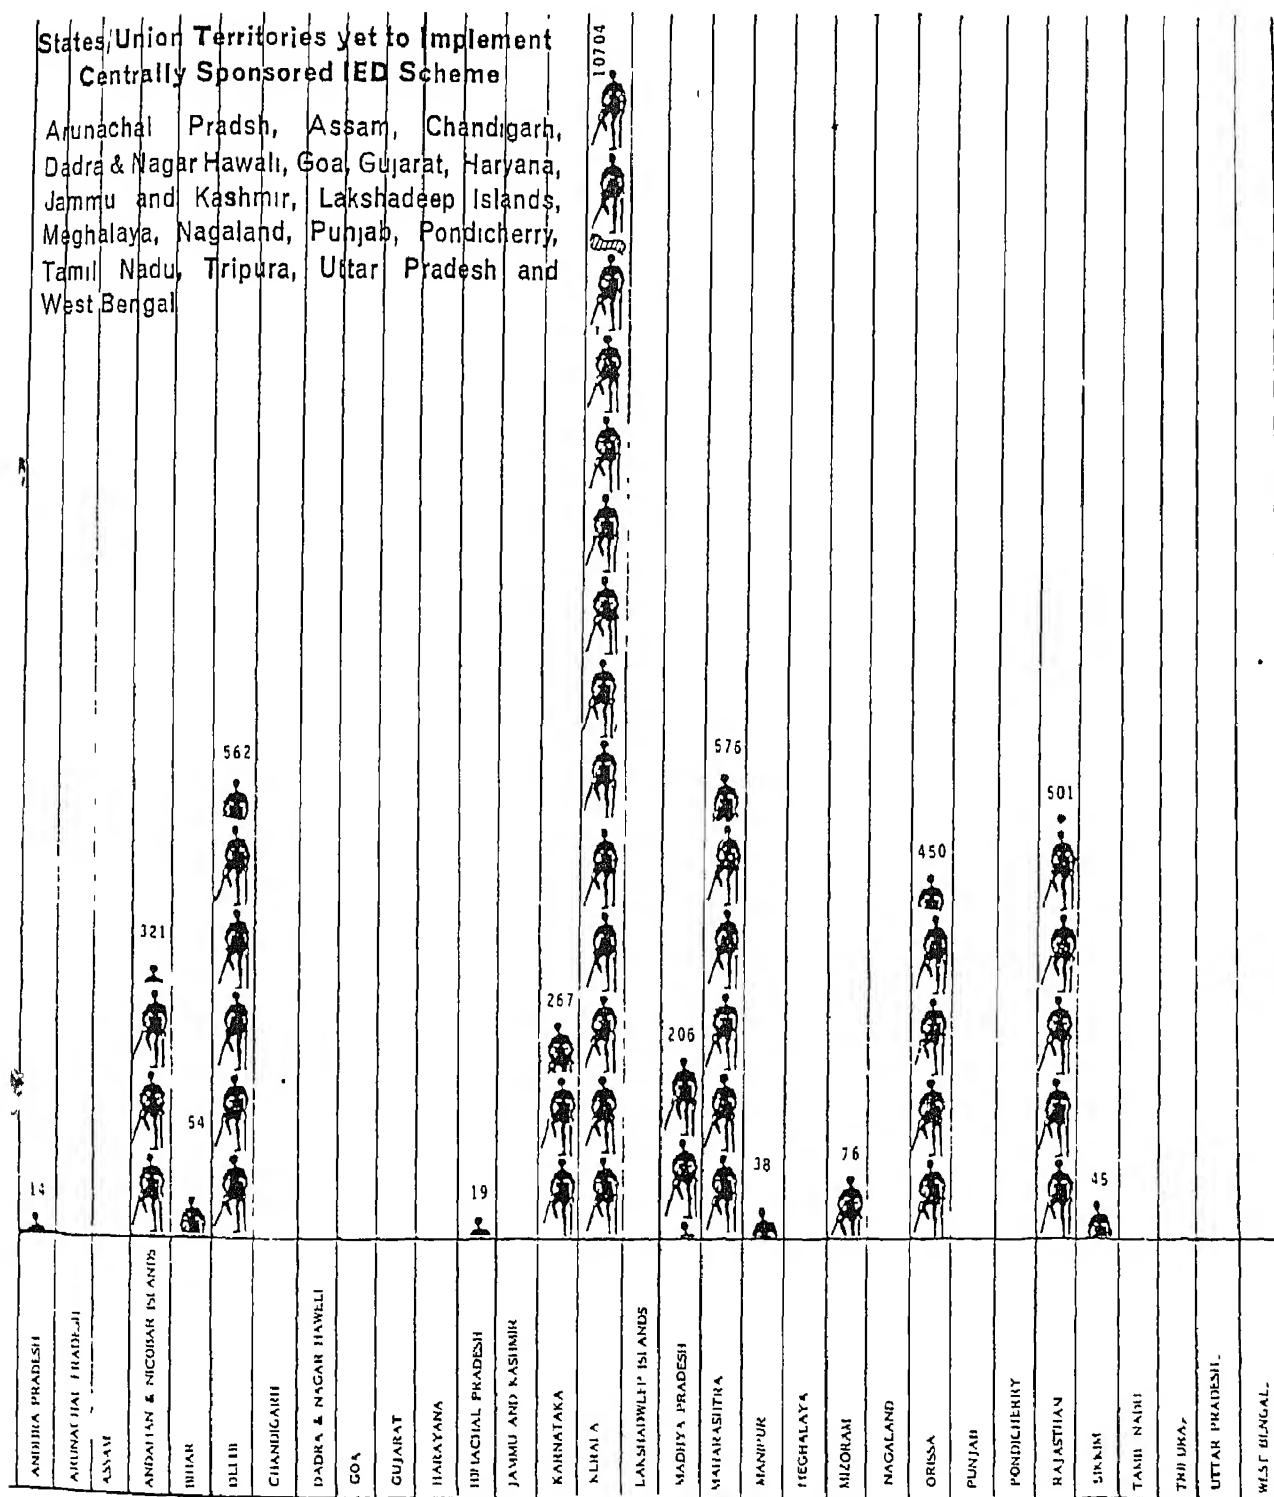 States/Union Territories yet to Implement
Centrally Sponsored IED Scheme
Arunachal Pradsh, Assam, Chandigarh,
Dadra & Nagar Hawali, Goa, Gujarat, Haryana,
Jammu and Kashmir, Lakshadeep Islands,
Meghalaya, Nagaland, Punjab, Pondicherry,
Tamil Nadu, Tripura, Uttar Pradesh and
West Bengal
10704
562
576
501
450
321
267
206
54
76
38
19
45
ANDHRA PRADESH
ARUNACHAL PRADESH
ASSAM
ANDAMAN & NICOBAR ISLANDS
BIHAR
DELHI
CHANDIGARH
DADRA & NAGAR HAWELI
GOA
GUJARAT
HARAYANA
HIMACHAL PRADESH
JAMMU AND KASHMIR
KARNATAKA
KERALA
LAKSHADWEEP ISLANDS
MADHYA PRADESH
MAHARASHTRA
MANIPUR
MEGHALAYA
MIZORAM
NAGALAND
ORISSA
PUNJAB
PONDICHERRY
RAJASTHAN
SIKKIM
TAMIL NADU
UTTAR PRADESH.
WEST BENGAL.